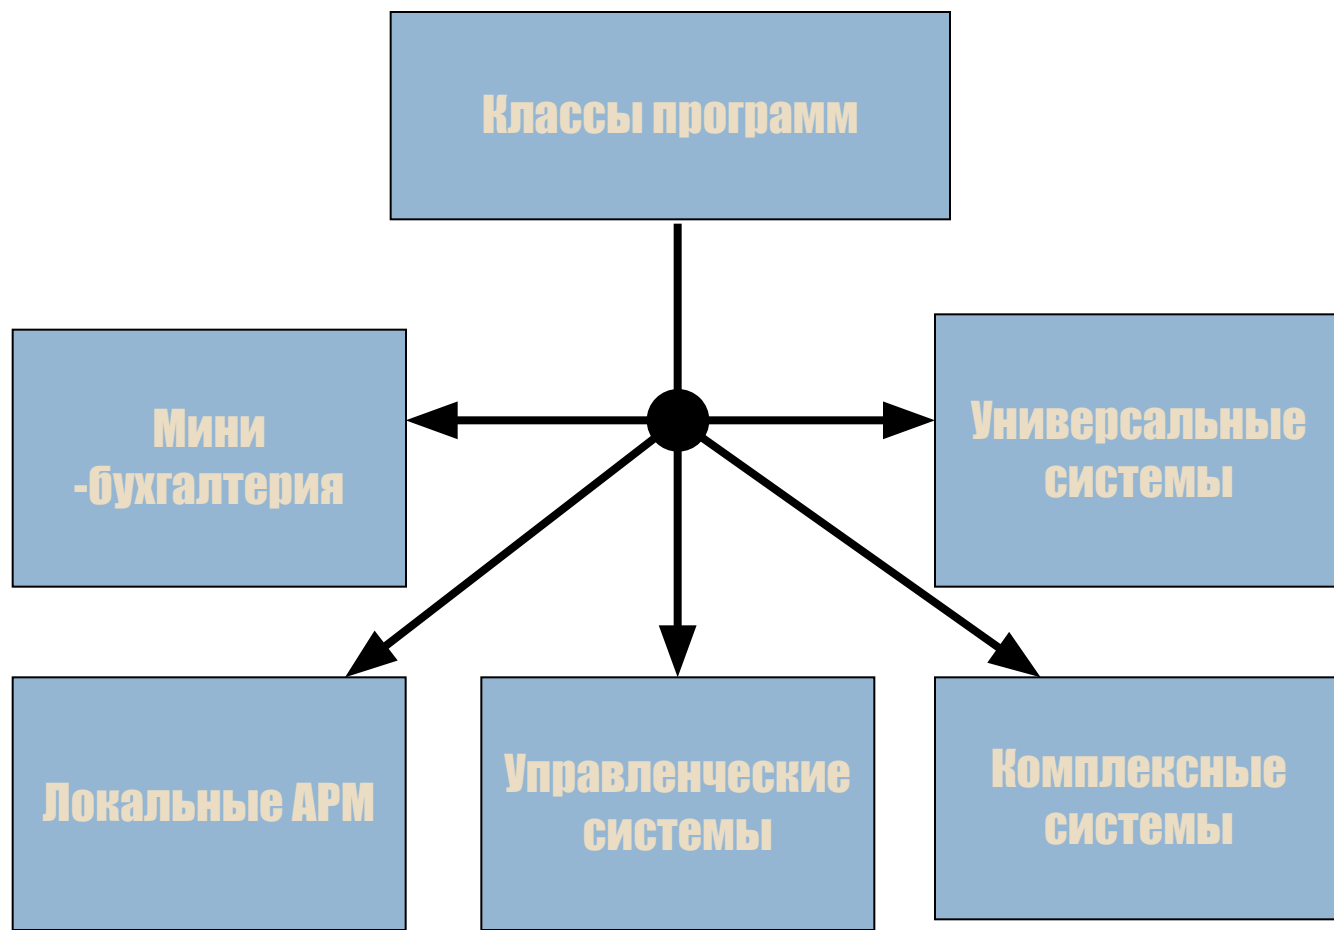 Классы программ
Мини
-бухгалтерия
Универсальные
системы
Локальные АРМ
Управленческие
системы
Комплексные
системы